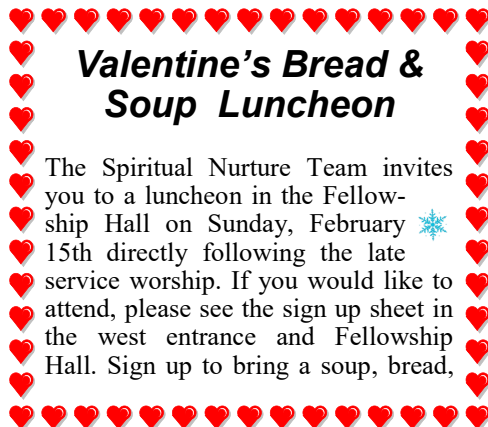 Valentine’s Bread &
Soup Luncheon
The Spiritual Nurture Team invites
you to a luncheon in the Fellow-
ship Hall on Sunday, February
15th directly following the late
service worship. If you would like to
attend, please see the sign up sheet in
the west entrance and Fellowship
Hall. Sign up to bring a soup, bread,